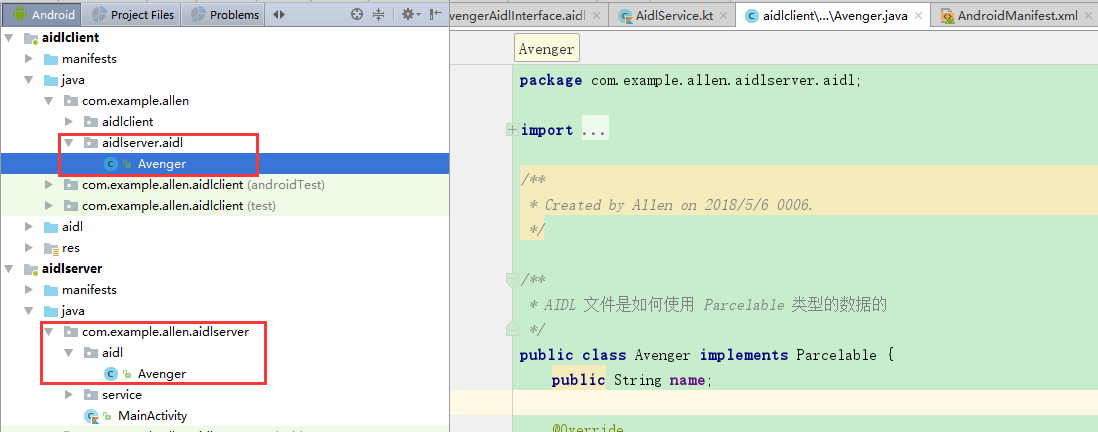 Android
Project Files
Problems
aidlclient
manifests
java
com.example.allen
aidlclient
aidlserver.aidl
Avenger
com.example.allen.aidlclient (androidTest)
com.example.allen.aidlclient (test)
aidl
res
aidlserver
manifests
java
com.example.allen.aidlserver
aidl
Avenger
service
MainActivity
vengerAidlInterface.aidl
AidlService.kt
aidlclient\...\Avenger.java
AndroidManifest.xml
Avenger
package com.example.allen.aidlserver.aidl;
import ...
/**
* Created by Allen on 2018/5/6 0006.
*/
/**
* AIDL 文件是如何使用 Parcelable 类型的数据的
*/
public class Avenger implements Parcelable {
public String name;
@Override